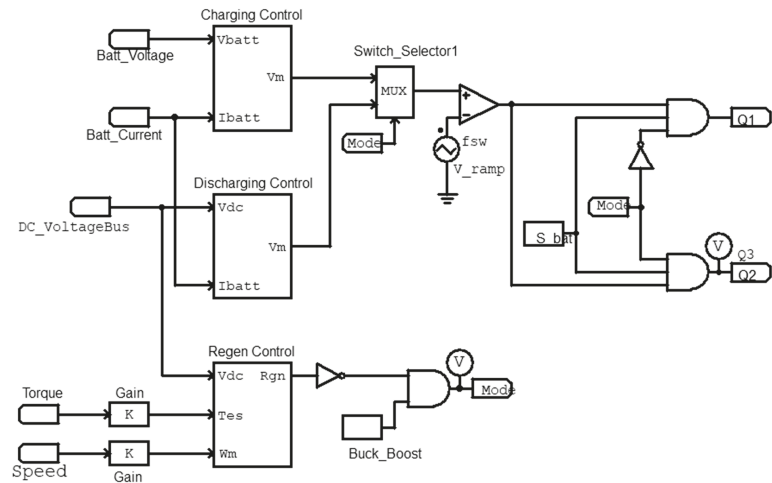 Charging Control
Vbatt
Batt_Voltage
Vm
Ibatt
Batt_Current
Switch_Selector1
MUX
Mode
fsw
V_ramp
Q1
Discharging Control
Vdc
DC_VoltageBus
Vm
Ibatt
Mode
S_bat
V
Q3
Q2
Regen Control
Vdc
Rgn
V
Mode
Torque
Gain
K
Tes
Buck_Boost
Speed
K
Wm
Gain